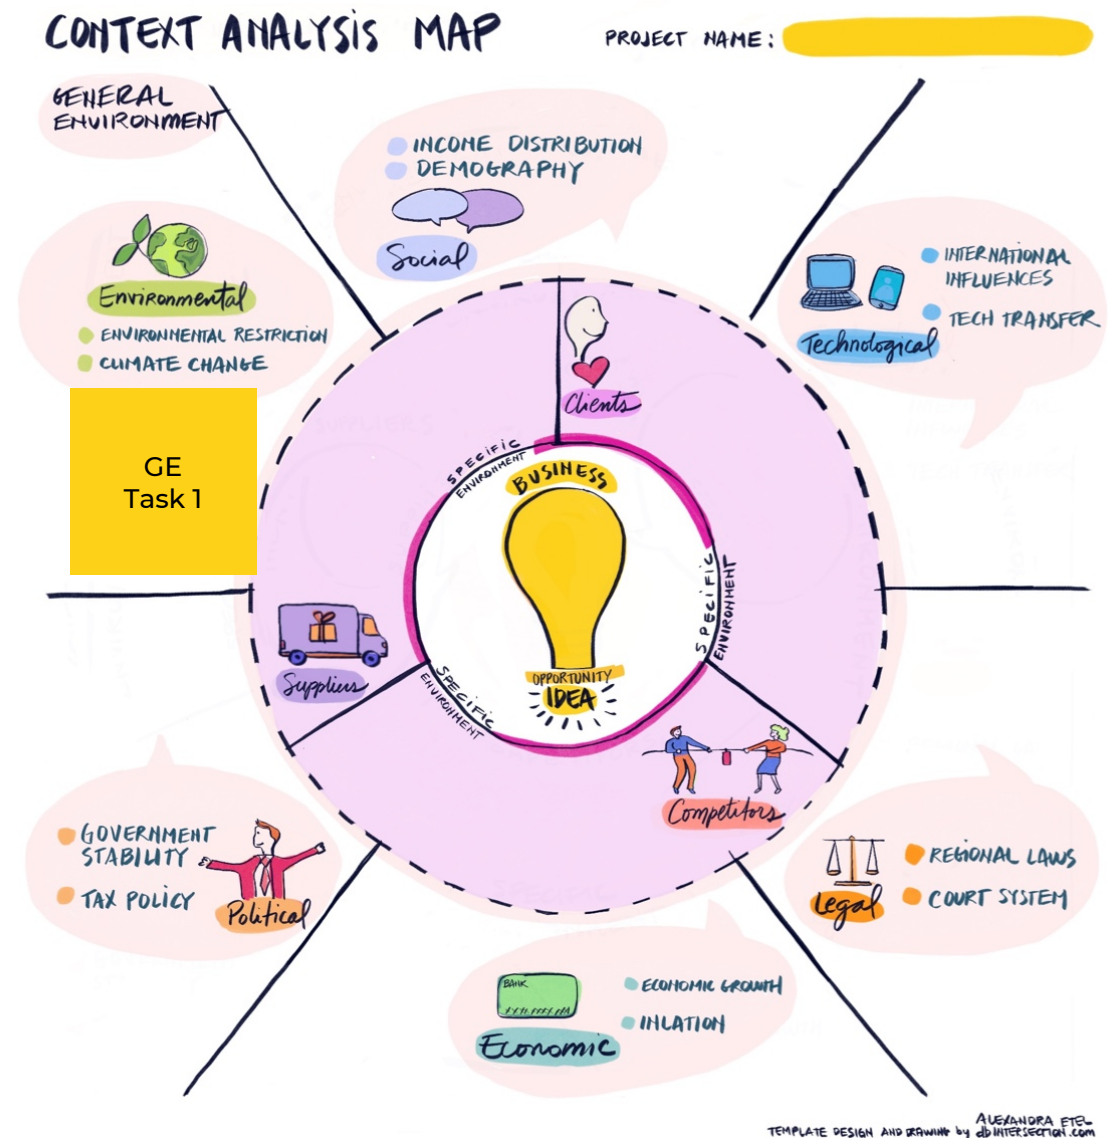 CONTEXT ANALYSIS MAP
PROJECT NAME:
GENERAL
ENVIRONMENT
INCOME DISTRIBUTION
DEMOGRAPHY
Social
Environmental
ENVIRONMENTAL RESTRICTION
CLIMATE CHANGE
INTERNATIONAL
INFLUENCES
TECH TRANSFER
Technological
GE
Task 1
Clients
SPECIFIC
ENVIRONMENT
BUSINESS
OPPORTUNITY
IDEA
SPECIFIC
ENVIRONMENT
SPECIFIC
ENVIRONMENT
Suppliers
Competitors
GOVERNMENT
STABILITY
TAX POLICY
Political
BANK
Economic
ECONOMIC GROWTH
INLATION
Legal
REGIONAL LAWS
COURT SYSTEM
ALEXANDRA ETEL
TEMPLATE DESIGN AND DRAWING by dbINTERSECTION.com